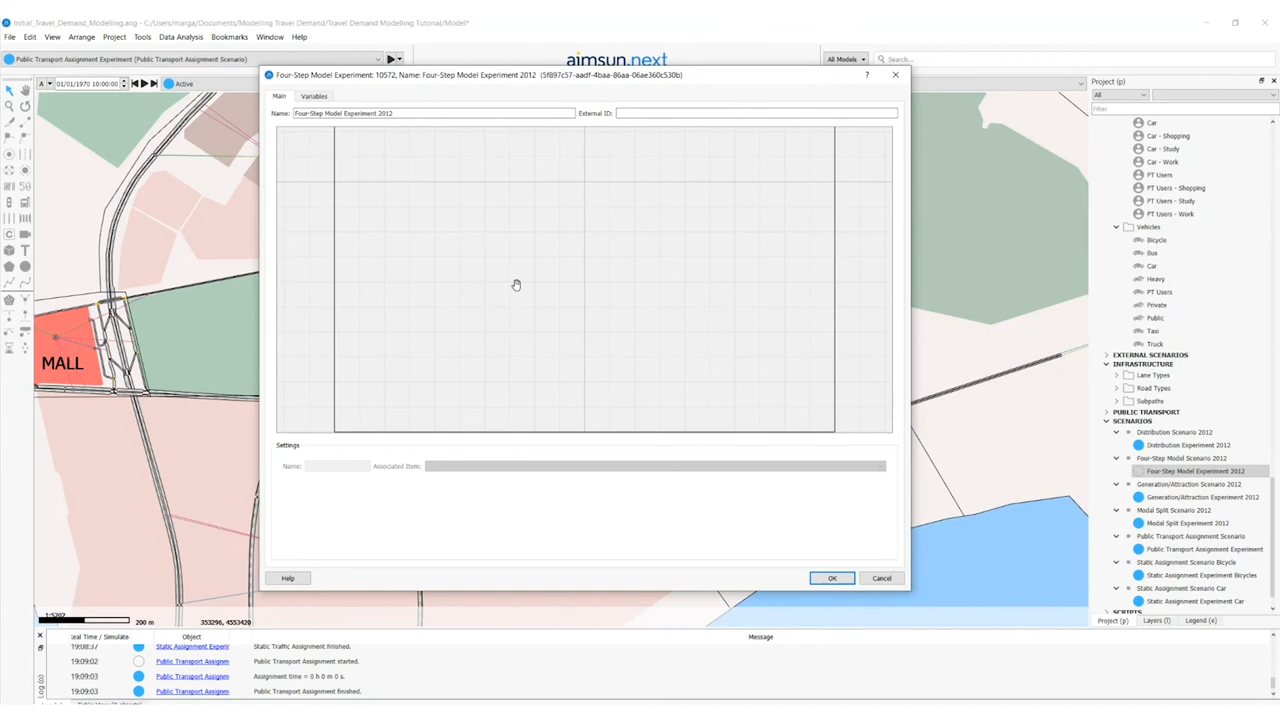 Initial_Travel_Demand_Modelling.ang - C:/Users/marga/Documents/Modelling Travel Demand/Travel Demand Modelling Tutorial/Model*
File Edit View Arrange Project Tools Data Analysis Bookmarks Window Help
Public Transport Assignment Experiment (Public Transport Assignment Scenario)
aimsun.next
All Models
Search...
A 01/01/1970 10:00:00 Active
Four-Step Model Experiment: 10572, Name: Four-Step Model Experiment 2012 {5f897c57-aadf-4baa-86aa-06ae360c530b}
? 
Main Variables
Name: Four-Step Model Experiment 2012 External ID:
Settings
Name: Associated Item:
Help OK Cancel
MALL
1:5202
200 m
353296, 4553420
Project (p)
All
Filter
Car
Car - Shopping
Car - Study
Car - Work
PT Users
PT Users - Shopping
PT Users - Study
PT Users - Work
Vehicles
Bicycle
Bus
Car
Heavy
PT Users
Private
Public
Taxi
Truck
EXTERNAL SCENARIOS
INFRASTRUCTURE
Lane Types
Road Types
Subpaths
PUBLIC TRANSPORT
SCENARIOS
Distribution Scenario 2012
Distribution Experiment 2012
Four-Step Model Scenario 2012
Four-Step Model Experiment 2012
Generation/Attraction Scenario 2012
Generation/Attraction Experiment 2012
Modal Split Scenario 2012
Modal Split Experiment 2012
Public Transport Assignment Scenario
Public Transport Assignment Experiment
Static Assignment Scenario Bicycle
Static Assignment Experiment Bicycles
Static Assignment Scenario Car
Static Assignment Experiment Car
SCRIPTS
Project (p) Layers (l) Legend (e)
Log (o)
Real Time / Simulate Object Message
19:08:37 Static Assignment Experir Static Traffic Assignment finished.
19:09:02 Public Transport Assignm Public Transport Assignment started.
19:09:03 Public Transport Assignm Assignment time = 0 h 0 m 0 s.
19:09:03 Public Transport Assignm Public Transport Assignment finished.